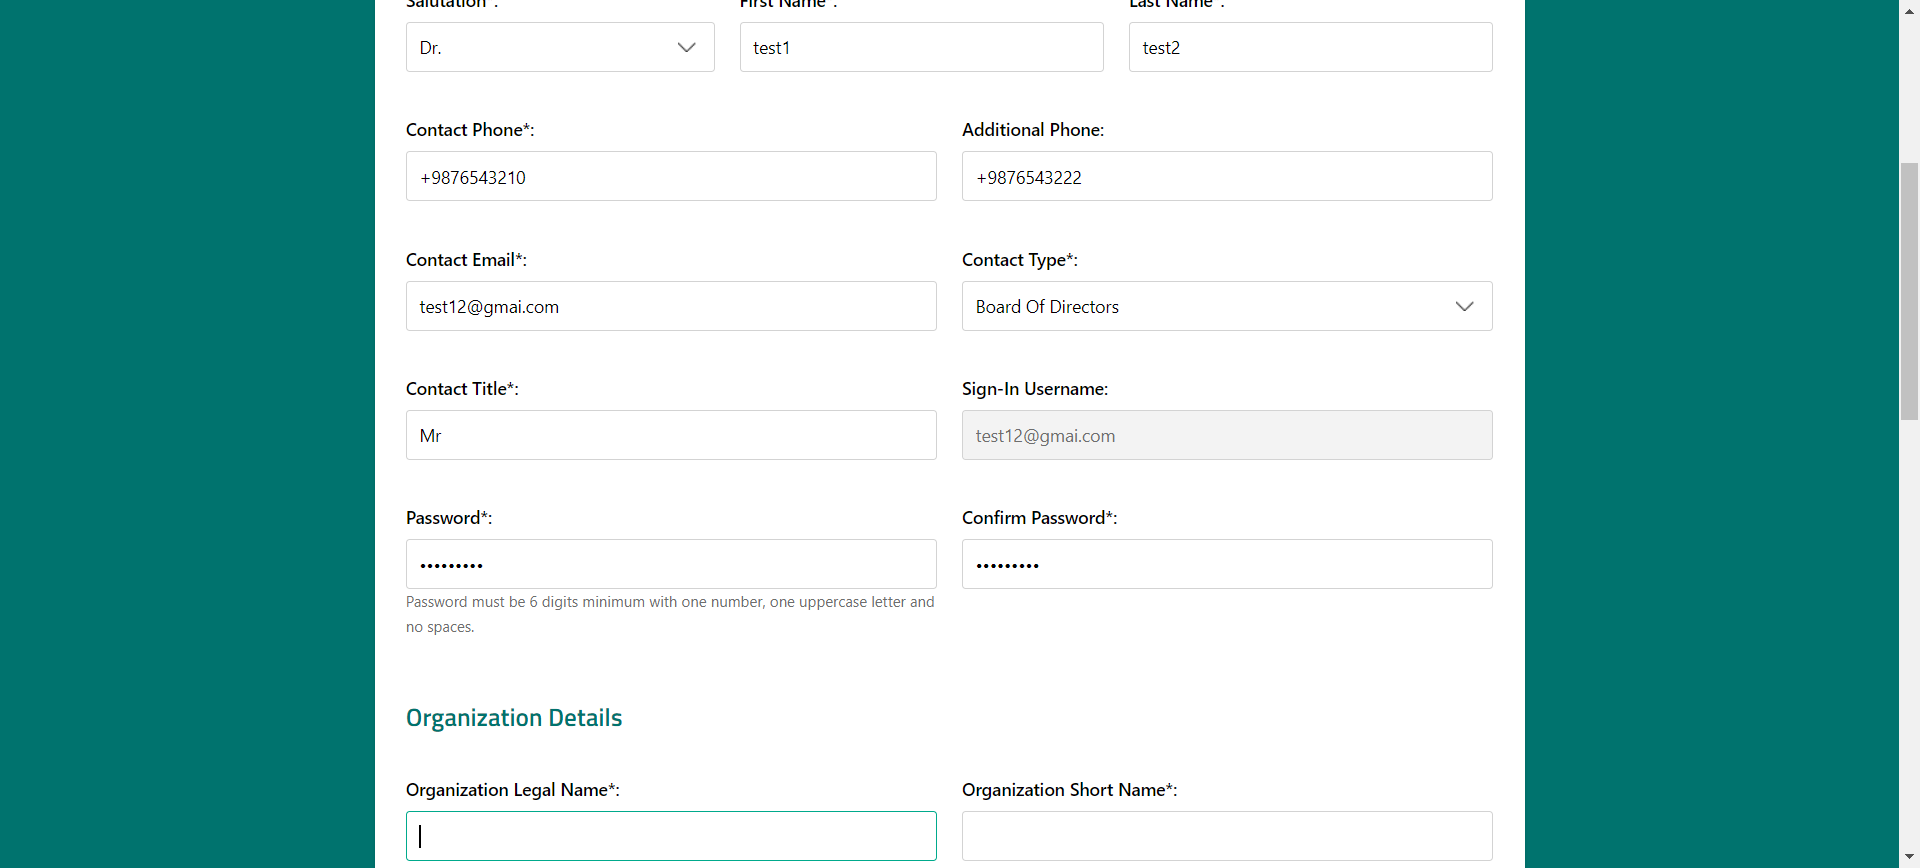 Salutation*:
First Name*:
Last Name*:
Dr.
test1
test2
Contact Phone*:
Additional Phone:
+9876543210
+9876543222
Contact Email*:
Contact Type*:
test12@gmai.com
Board Of Directors
Contact Title*:
Sign-In Username:
Mr
test12@gmai.com
Password*:
Confirm Password*:
•••••••••
•••••••••
Password must be 6 digits minimum with one number, one uppercase letter and
no spaces.
Organization Details
Organization Legal Name*:
Organization Short Name*: